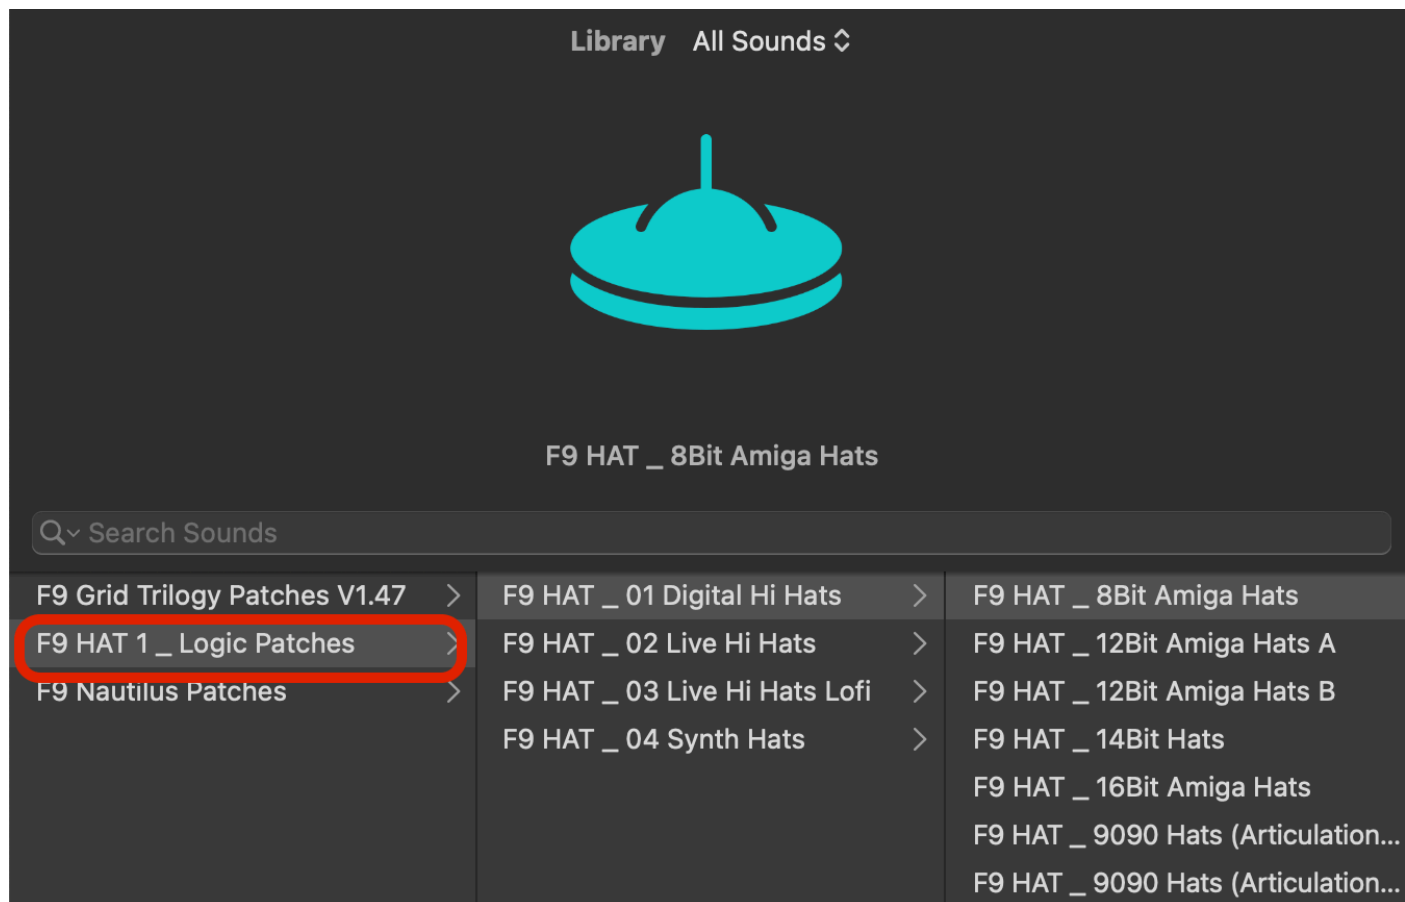 Library All Sounds
F9 HAT _ 8Bit Amiga Hats
Search Sounds
F9 Grid Trilogy Patches V1.47
F9 HAT 1 _ Logic Patches
F9 Nautilus Patches
F9 HAT _ 01 Digital Hi Hats
F9 HAT _ 02 Live Hi Hats
F9 HAT _ 03 Live Hi Hats Lofi
F9 HAT _ 04 Synth Hats
F9 HAT _ 8Bit Amiga Hats
F9 HAT _ 12Bit Amiga Hats A
F9 HAT _ 12Bit Amiga Hats B
F9 HAT _ 14Bit Hats
F9 HAT _ 16Bit Amiga Hats
F9 HAT _ 9090 Hats (Articulation...
F9 HAT _ 9090 Hats (Articulation...